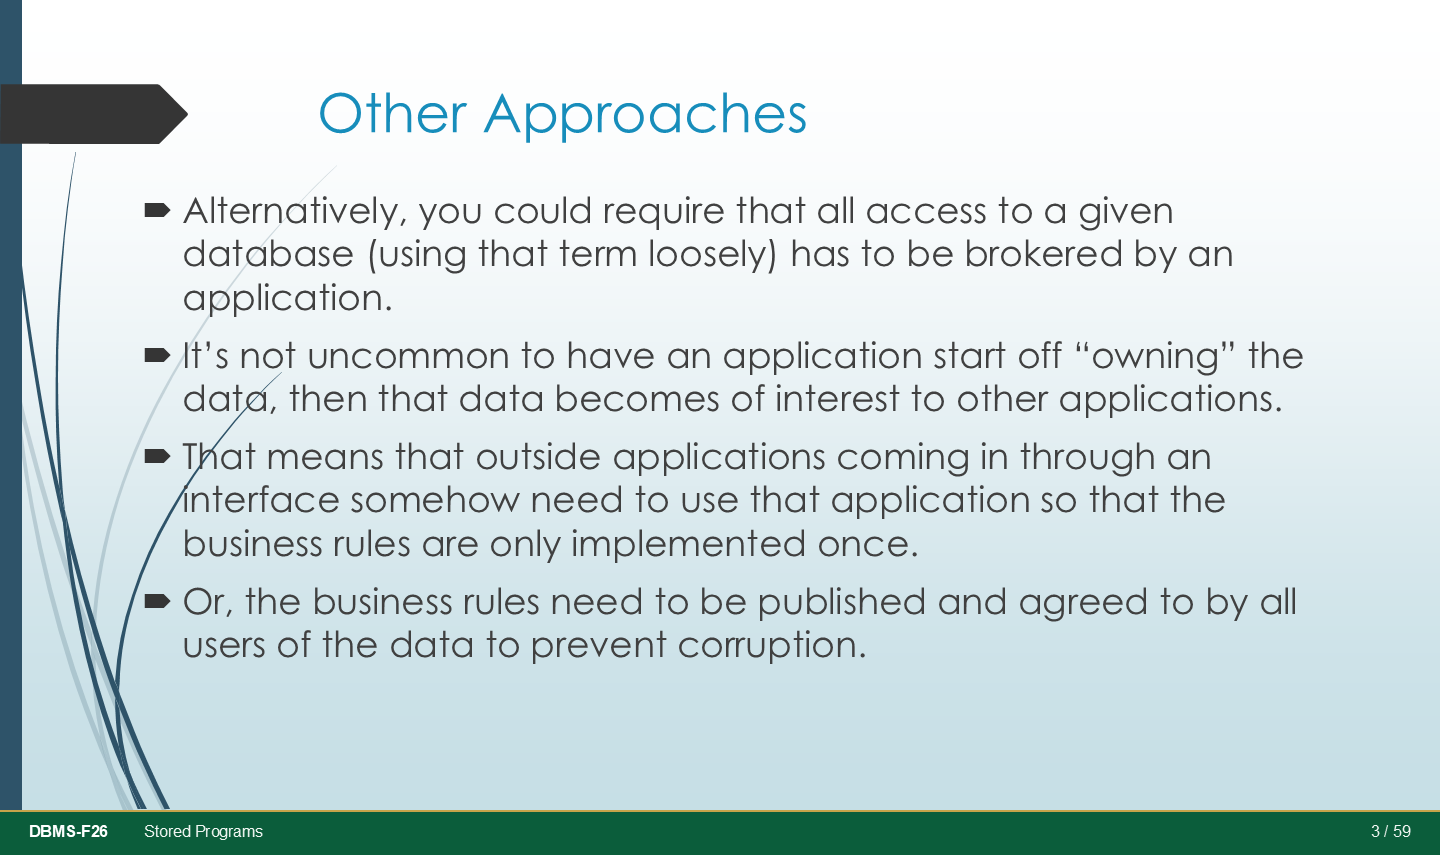 Other Approaches
Alternatively, you could require that all access to a given
database (using that term loosely) has to be brokered by an
application.
It’s not uncommon to have an application start off “owning” the
data, then that data becomes of interest to other applications.
That means that outside applications coming in through an
interface somehow need to use that application so that the
business rules are only implemented once.
Or, the business rules need to be published and agreed to by all
users of the data to prevent corruption.
DBMS-F26 Stored Programs 3 / 59